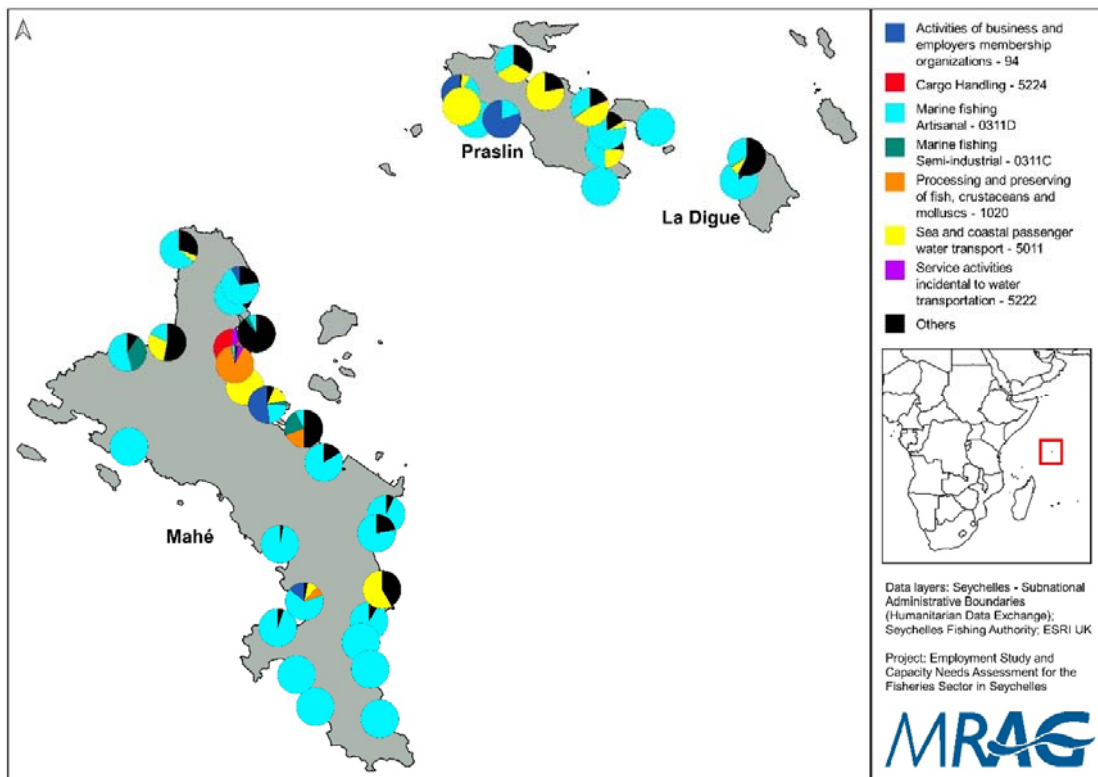 Praslin
La Digue
Mahé
Activities of business and
employers membership
organizations - 94
Cargo Handling - 5224
Marine fishing
Artisanal - 0311D
Marine fishing
Semi-industrial - 0311C
Processing and preserving
of fish, crustaceans and
molluscs - 1020
Sea and coastal passenger
water transport - 5011
Service activities
incidental to water
transportation - 5222
Others
Data layers: Seychelles - Subnational
Administrative Boundaries
(Humanitarian Data Exchange);
Seychelles Fishing Authority; ESRI UK
Project: Employment Study and
Capacity Needs Assessment for the
Fisheries Sector in Seychelles
MRAG